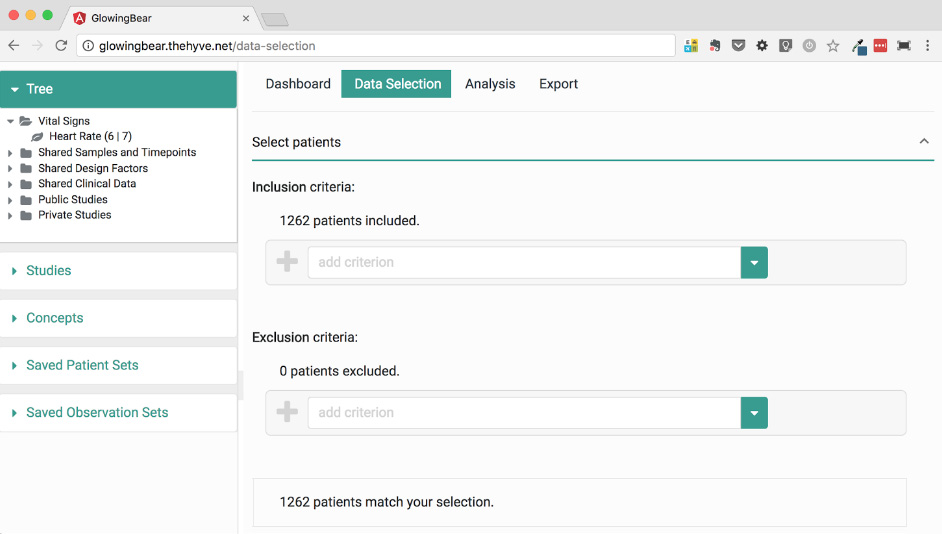 GlowingBear
glowingbear.thehyve.net/data-selection
Tree
Vital Signs
Heart Rate (6 | 7)
Shared Samples and Timepoints
Shared Design Factors
Shared Clinical Data
Public Studies
Private Studies
Studies
Concepts
Saved Patient Sets
Saved Observation Sets
Dashboard Data Selection Analysis Export
Select patients
Inclusion criteria:
1262 patients included.
add criterion
Exclusion criteria:
0 patients excluded.
add criterion
1262 patients match your selection.